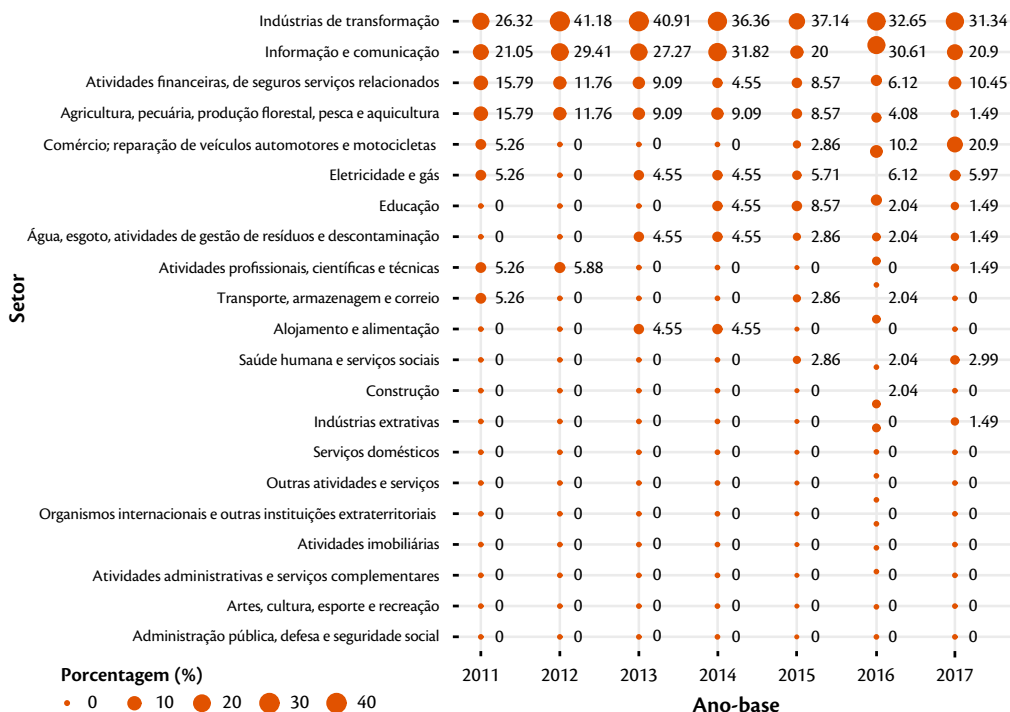 Indústrias de transformação 26.32 41.18 40.91 36.36 37.14 32.65 31.34
Informação e comunicação 21.05 29.41 27.27 31.82 20 30.61 20.9
Atividades financeiras, de seguros serviços relacionados 15.79 11.76 9.09 4.55 8.57 6.12 10.45
Agricultura, pecuária, produção florestal, pesca e aquicultura 15.79 11.76 9.09 9.09 8.57 4.08 1.49
Comércio; reparação de veículos automotores e motocicletas 5.26 0 0 0 2.86 10.2 20.9
Eletricidade e gás 5.26 0 4.55 4.55 5.71 6.12 5.97
Educação 0 0 0 4.55 8.57 2.04 1.49
Água, esgoto, atividades de gestão de resíduos e descontaminação 0 0 4.55 4.55 2.86 2.04 1.49
Atividades profissionais, científicas e técnicas 5.26 5.88 0 0 0 0 1.49
Transporte, armazenagem e correio 5.26 0 0 0 2.86 2.04 0
Alojamento e alimentação 0 0 4.55 4.55 0 0 0
Saúde humana e serviços sociais 0 0 0 0 2.86 2.04 2.99
Construção 0 0 0 0 0 2.04 0
Indústrias extrativas 0 0 0 0 0 0 1.49
Serviços domésticos 0 0 0 0 0 0 0
Outras atividades e serviços 0 0 0 0 0 0 0
Organismos internacionais e outras instituições extraterritoriais 0 0 0 0 0 0 0
Atividades imobiliárias 0 0 0 0 0 0 0
Atividades administrativas e serviços complementares 0 0 0 0 0 0 0
Artes, cultura, esporte e recreação 0 0 0 0 0 0 0
Administração pública, defesa e seguridade social 0 0 0 0 0 0 0
Setor
2011 2012 2013 2014 2015 2016 2017
Ano-base
Porcentagem (%)
0 10 20 30 40